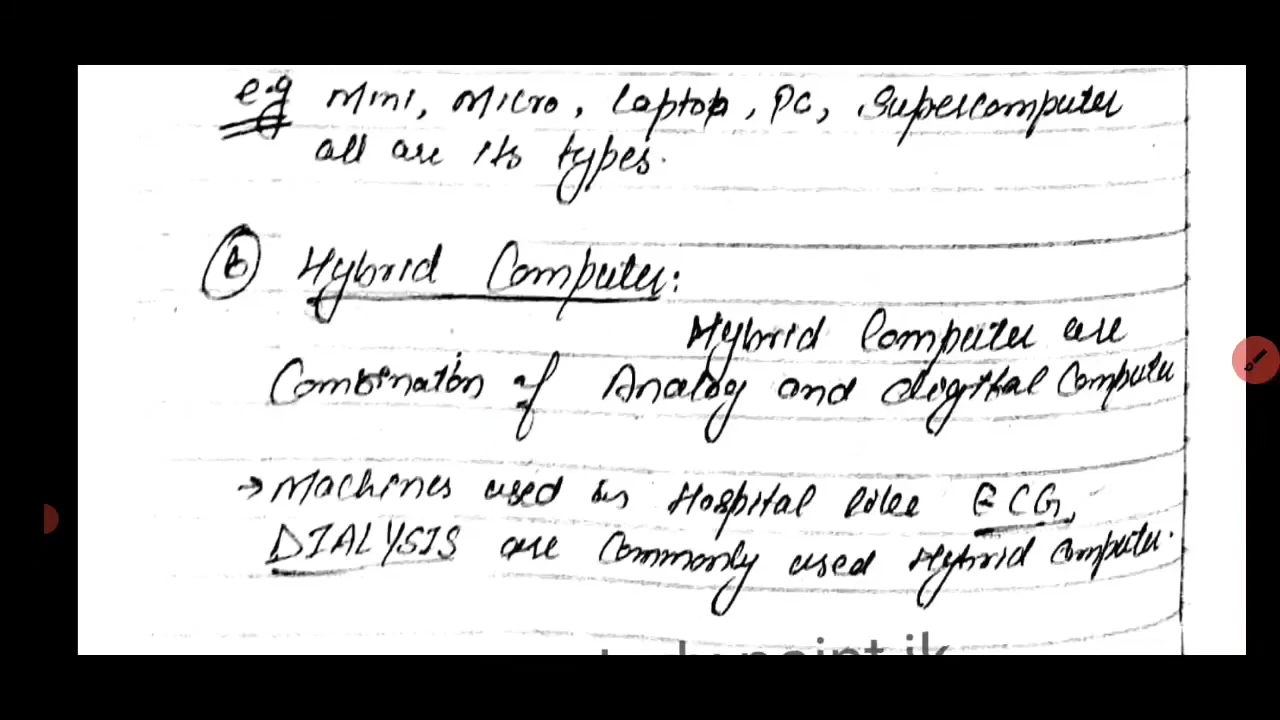 e.g Mini, Micro, Laptop, PC, Supercomputer
all are its types.
(b) Hybrid Computer:
Hybrid Computer are
Combination of Analog and digital Computer
→ Machines used in Hospital like ECG,
DIALYSIS are Commonly used Hybrid Computer.